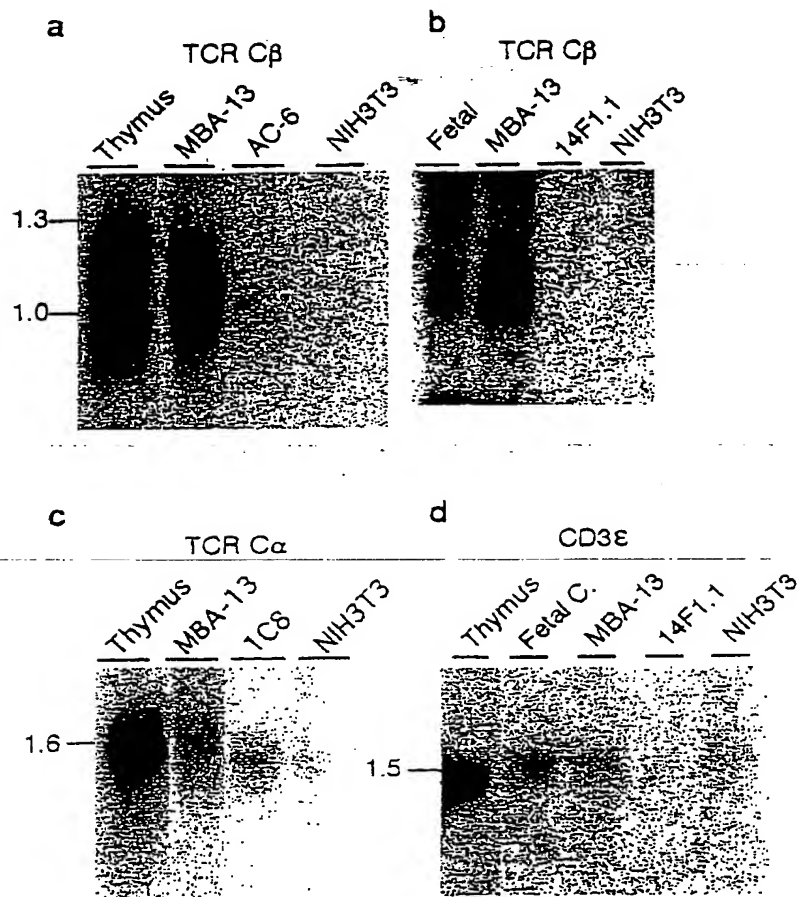 a
TCR Cβ
Thymus MBA-13 AC-6 NIH3T3
1.3
1.0
b
TCR Cβ
Fetal MBA-13 14F1.1 NIH3T3
c
TCR Cα
Thymus MBA-13 1C8 NIH3T3
1.6
d
CD3ε
Thymus Fetal C. MBA-13 14F1.1 NIH3T3
1.5